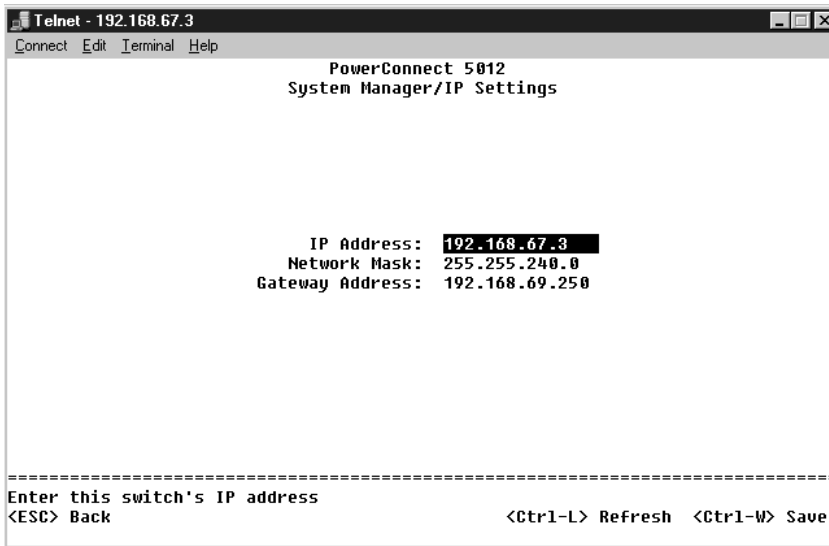 Telnet - 192.168.67.3
Connect Edit Terminal Help
PowerConnect 5012
System Manager/IP Settings
IP Address: 192.168.67.3
Network Mask: 255.255.240.0
Gateway Address: 192.168.69.250
================================================================================
Enter this switch's IP address
<ESC> Back <Ctrl-L> Refresh <Ctrl-W> Save